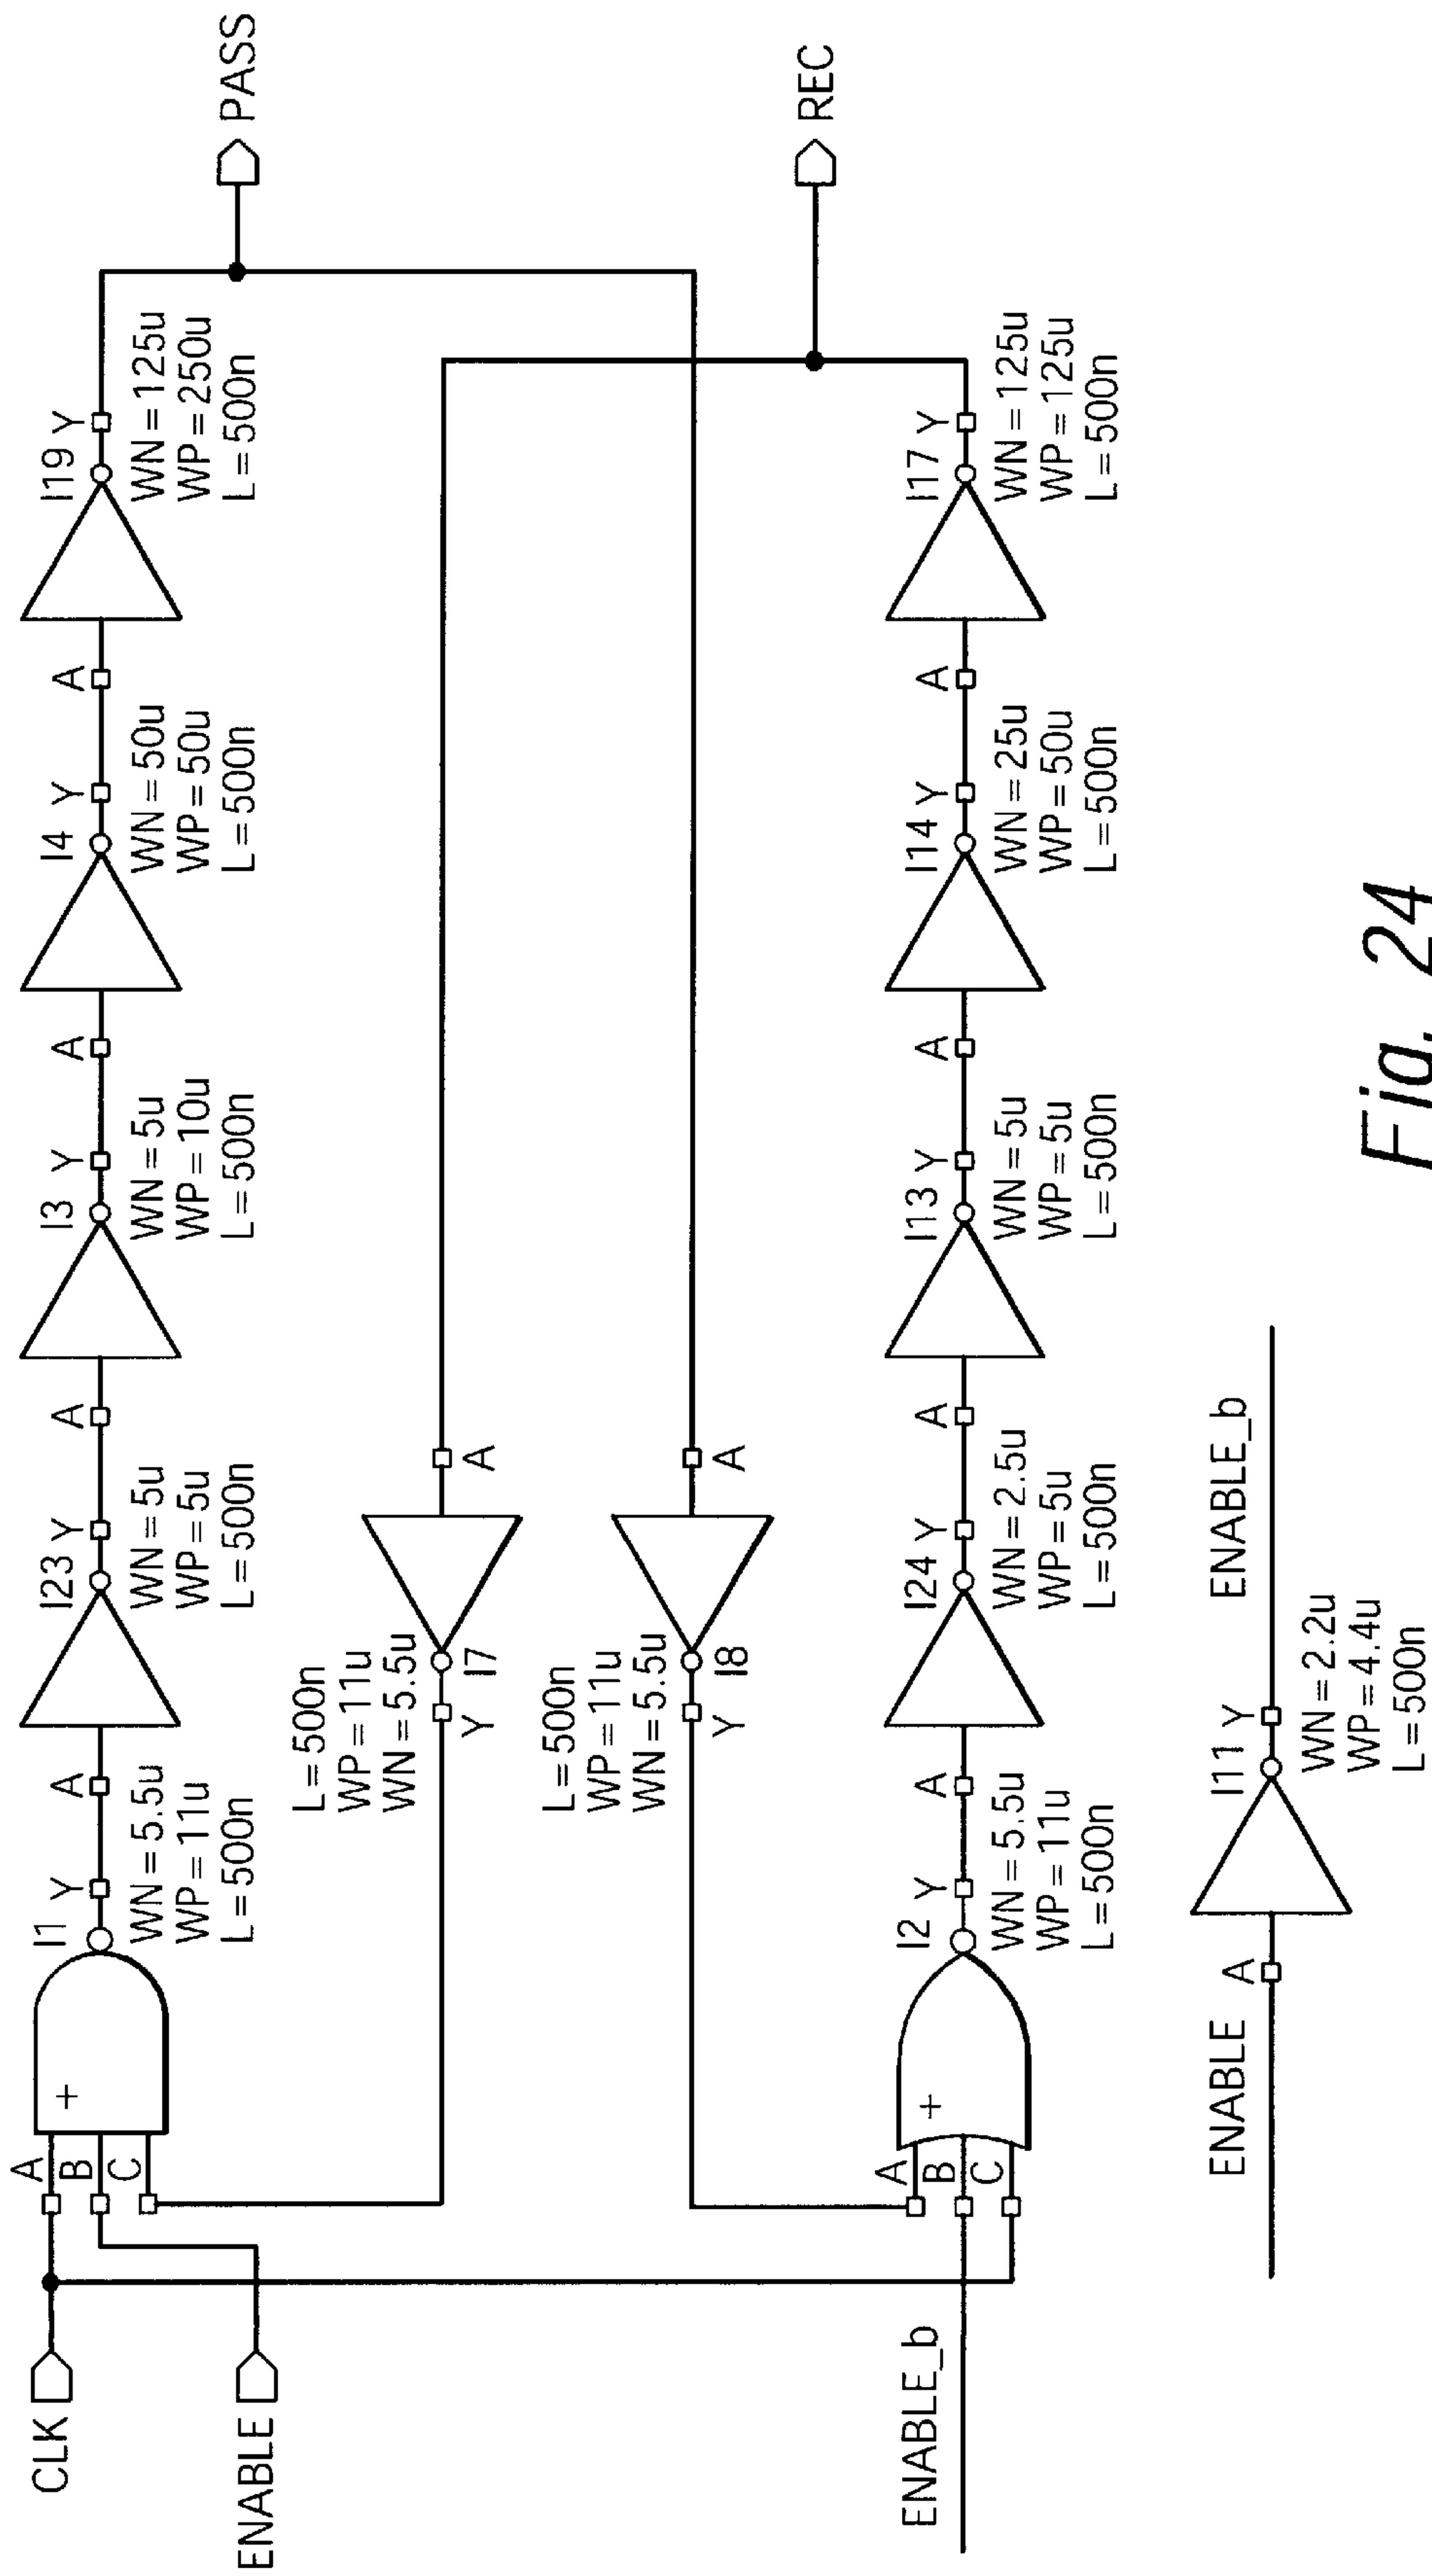 CLK
A
B
C
I1
Y
WN=5.5u
WP=11u
L=500n
A
I23
Y
WN=5u
WP=5u
L=500n
A
I3
Y
WN=5u
WP=10u
L=500n
A
I4
Y
WN=50u
WP=50u
L=500n
A
I19
Y
WN=125u
WP=250u
L=500n
PASS
ENABLE
+
L=500n
WP=11u
WN=5.5u
Y
I7
A
L=500n
WP=11u
WN=5.5u
Y
I8
A
REC
ENABLE_b
A
B
C
+
I2
Y
WN=5.5u
WP=11u
L=500n
A
I24
Y
WN=2.5u
WP=5u
L=500n
A
I13
Y
WN=5u
WP=5u
L=500n
A
I14
Y
WN=25u
WP=50u
L=500n
A
I17
Y
WN=125u
WP=125u
L=500n
ENABLE
A
I11
Y
WN=2.2u
WP=4.4u
L=500n
ENABLE_b
Fig. 24